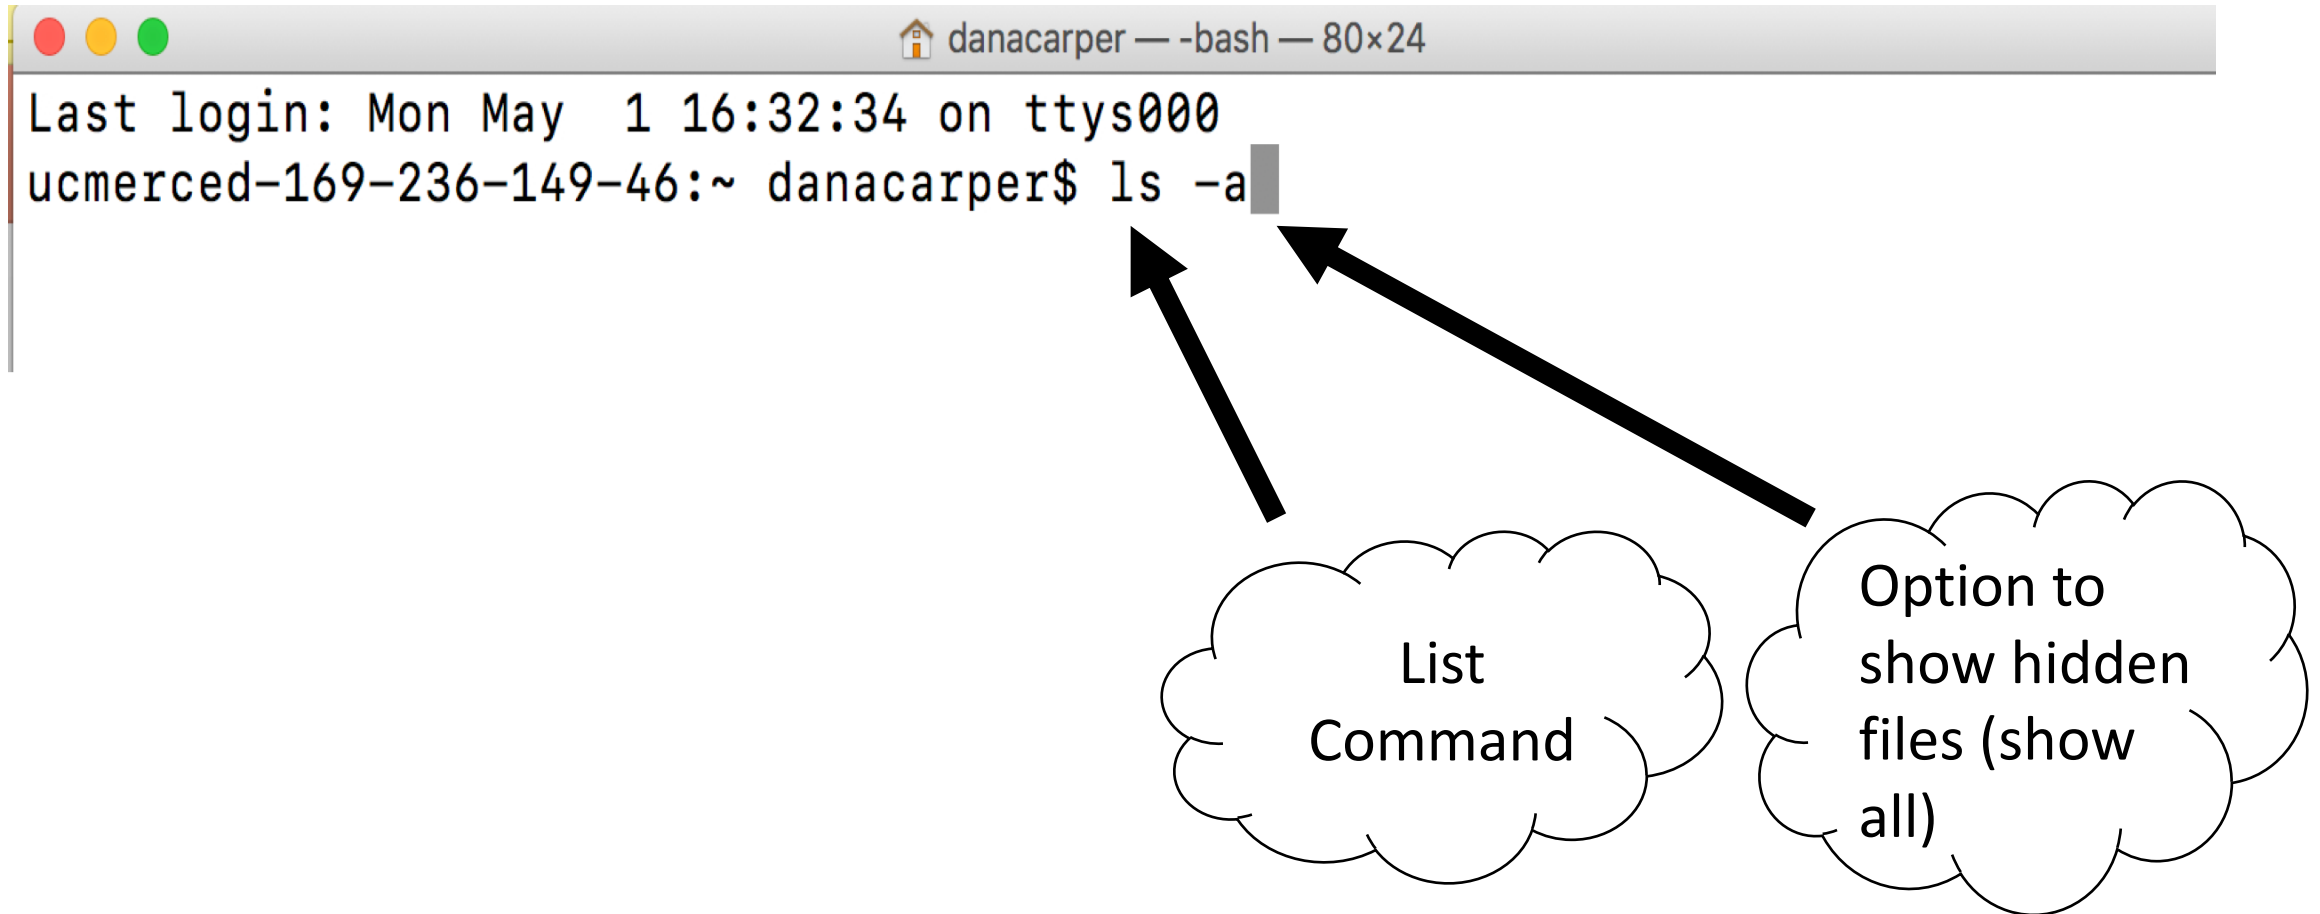 danacarper — -bash — 80×24
Last login: Mon May  1 16:32:34 on ttys000
ucmerced-169-236-149-46:~ danacarper$ ls -a
List
Command
Option to
show hidden
files (show
all)